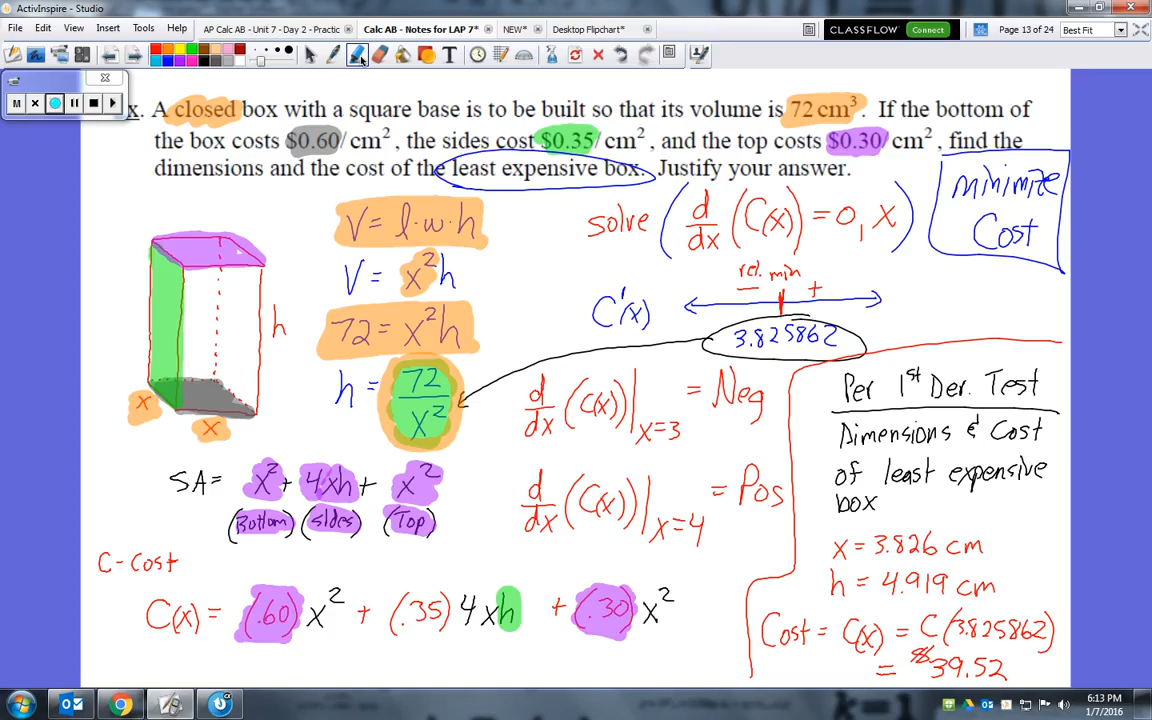 ActivInspire - Studio
File Edit View Insert Tools Help
AP Calc AB - Unit 7 - Day 2 - Practic
Calc AB - Notes for LAP 7*
NEW*
Desktop Flipchart*
CLASSFLOW Connect
Page 13 of 24
Best Fit
x. A closed box with a square base is to be built so that its volume is 72 cm³. If the bottom of
the box costs $0.60/cm², the sides cost $0.35/cm², and the top costs $0.30/cm², find the
dimensions and the cost of the least expensive box. Justify your answer.
minimize
Cost
V = l·w·h
V = x²h
72 = x²h
h = 72/x²
h
x
x
solve (d/dx (C(x)) = 0, x)
rel. min
− +
C'(x)
3.825862
d/dx (C(x))|x=3 = Neg
d/dx (C(x))|x=4 = Pos
SA = x² + 4xh + x²
(Bottom) (sides) (Top)
C-Cost
C(x) = (.60) x² + (.35) 4xh + (.30) x²
Per 1st Der. Test
Dimensions & Cost
of least expensive
box
x = 3.826 cm
h = 4.919 cm
Cost = C(x) = C(3.825862)
= $39.52
6:13 PM
1/7/2016